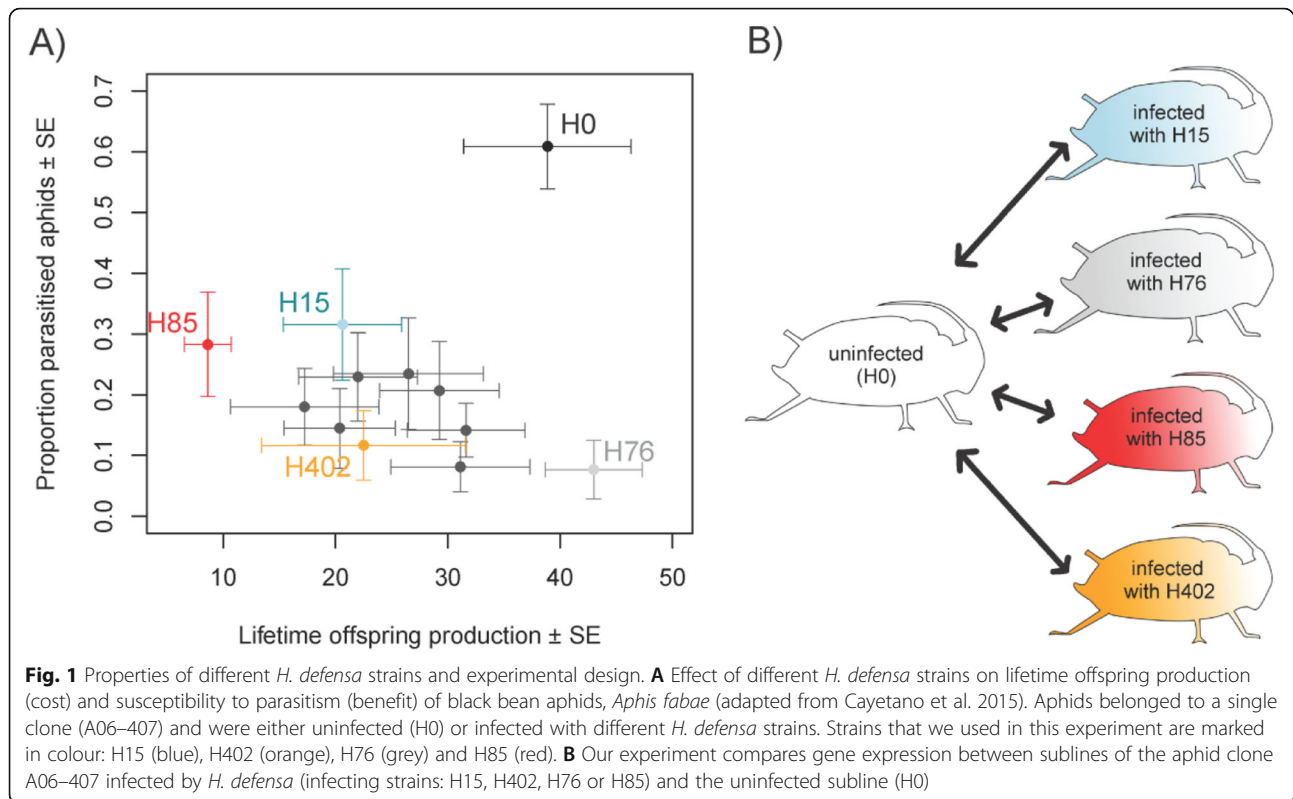 A)
Proportion parasitised aphids ± SE
0.7
0.6
0.5
0.4
0.3
0.2
0.1
0.0
H0
H15
H85
H402
H76
10 20 30 40 50
Lifetime offspring production ± SE
B)
infected
with H15
infected
with H76
uninfected
(H0)
infected
with H85
infected
with H402
Fig. 1 Properties of different H. defensa strains and experimental design. A Effect of different H. defensa strains on lifetime offspring production
(cost) and susceptibility to parasitism (benefit) of black bean aphids, Aphis fabae (adapted from Cayetano et al. 2015). Aphids belonged to a single
clone (A06–407) and were either uninfected (H0) or infected with different H. defensa strains. Strains that we used in this experiment are marked
in colour: H15 (blue), H402 (orange), H76 (grey) and H85 (red). B Our experiment compares gene expression between sublines of the aphid clone
A06–407 infected by H. defensa (infecting strains: H15, H402, H76 or H85) and the uninfected subline (H0)